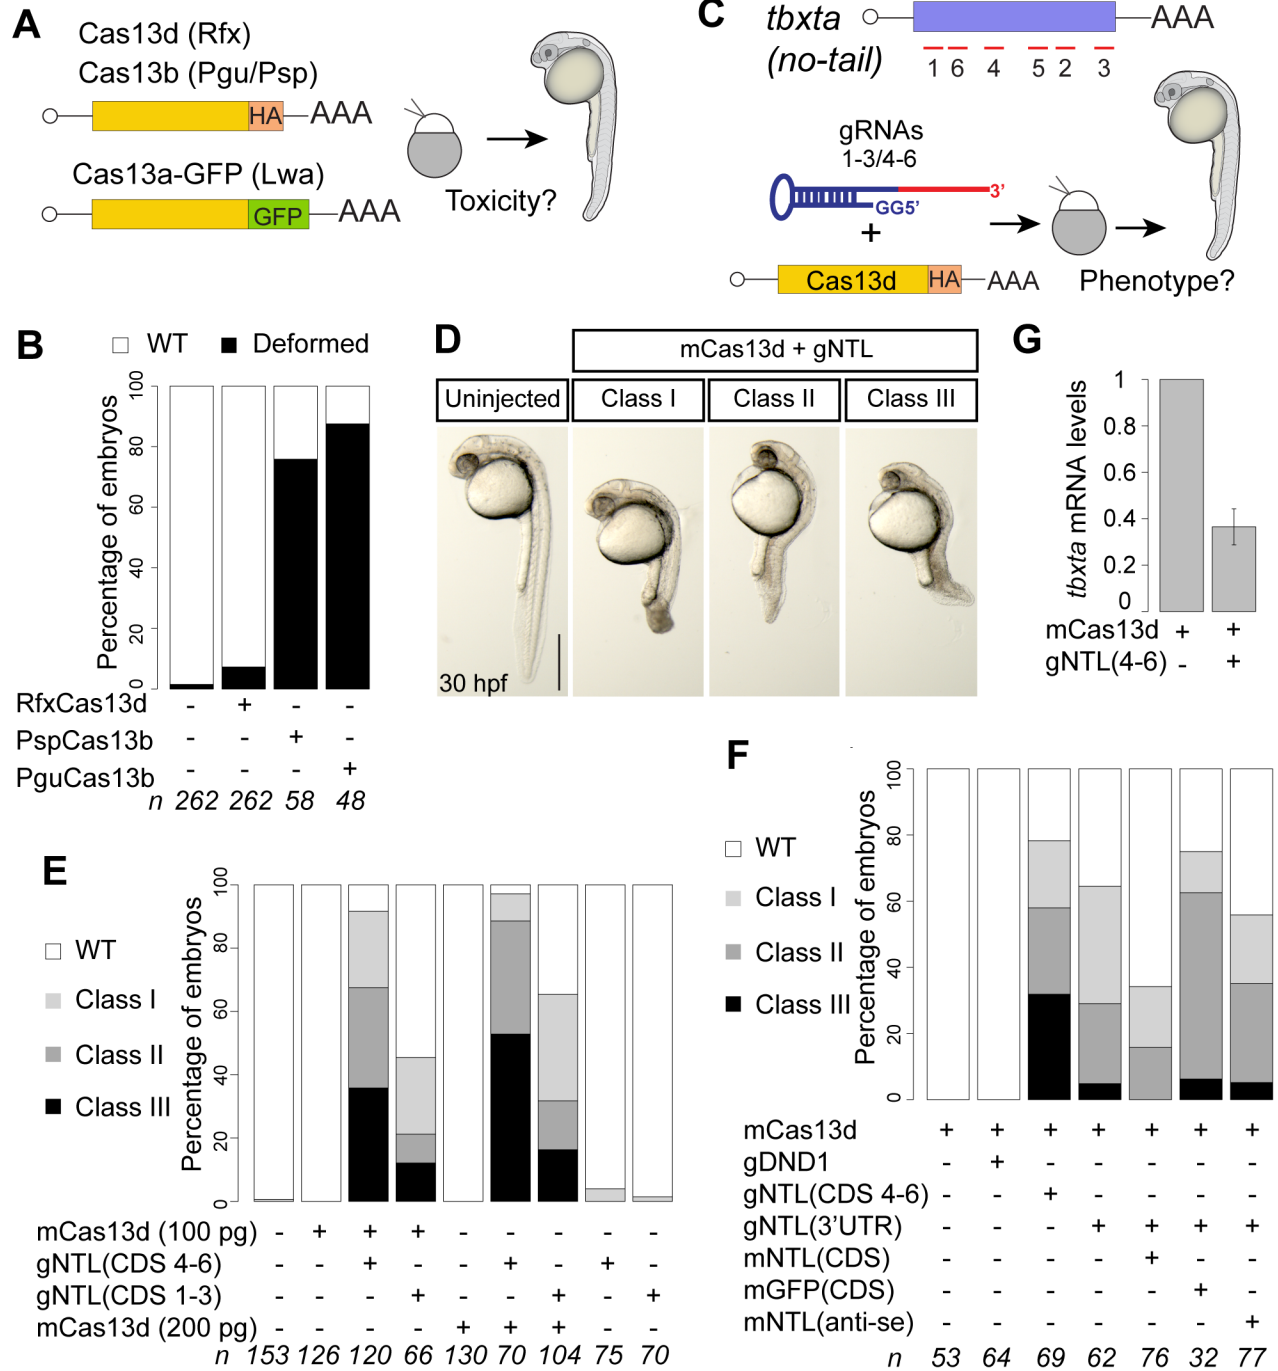 A
Cas13d (Rfx)
Cas13b (Pgu/Psp)
HA
AAA
Cas13a-GFP (Lwa)
GFP
AAA
Toxicity?
C
tbxta
(no-tail)
AAA
1 6 4 5 2 3
gRNAs
1-3/4-6
3'
GG5'
+
Cas13d
HA
AAA
Phenotype?
B
WT
Deformed
Percentage of embryos
100
80
60
40
20
0
RfxCas13d - + - -
PspCas13b - - + -
PguCas13b - - - +
n 262 262 58 48
D
mCas13d + gNTL
Uninjected
Class I
Class II
Class III
30 hpf
G
tbxta mRNA levels
1
0.8
0.6
0.4
0.2
0
mCas13d + +
gNTL(4-6) - +
E
WT
Class I
Class II
Class III
Percentage of embryos
100
80
60
40
20
0
mCas13d (100 pg) - + + + - - - - -
gNTL(CDS 4-6) - - + - - + - + -
gNTL(CDS 1-3) - - - + - - + - +
mCas13d (200 pg) - - - - + + + - -
n 153 126 120 66 130 70 104 75 70
F
WT
Class I
Class II
Class III
Percentage of embryos
100
80
60
40
20
0
mCas13d + + + + + + +
gDND1 - + - - - - -
gNTL(CDS 4-6) - - + - - - -
gNTL(3'UTR) - - - + + + +
mNTL(CDS) - - - - + - -
mGFP(CDS) - - - - - + -
mNTL(anti-se) - - - - - - +
n 53 64 69 62 76 32 77